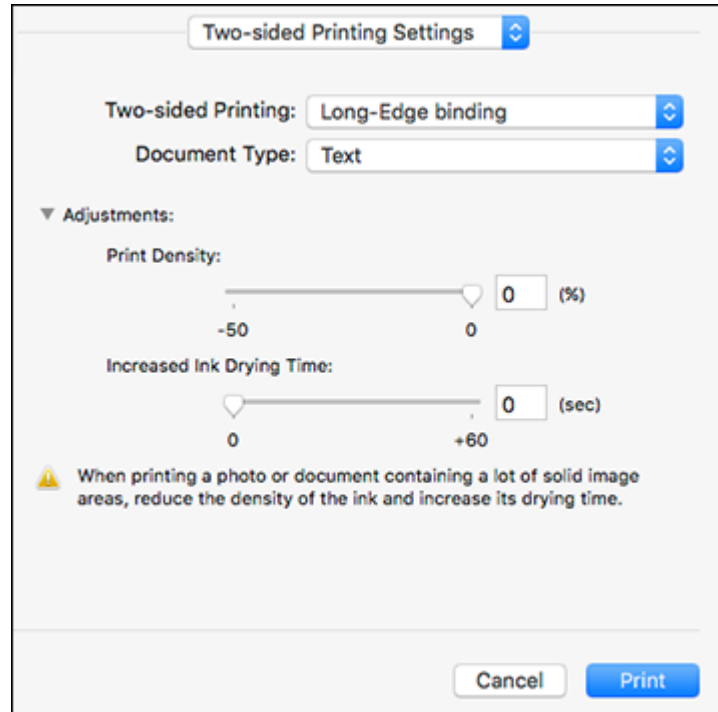 Two-sided Printing Settings
Two-sided Printing: Long-Edge binding
Document Type: Text
Adjustments:
Print Density:
0 (%)
-50 0
Increased Ink Drying Time:
0 (sec)
0 +60
When printing a photo or document containing a lot of solid image
areas, reduce the density of the ink and increase its drying time.
Cancel Print